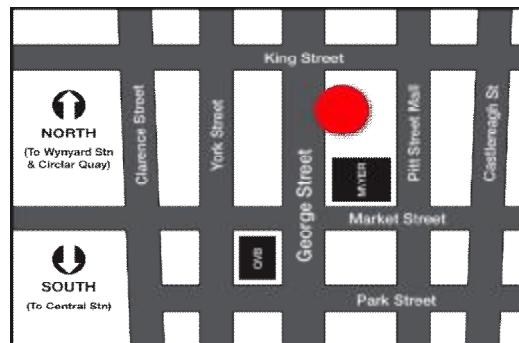 King Street
NORTH
(To Wynyard Stn
& Circlar Quay)
Clarence Street
York Street
George Street
Pitt Street Mall
Castlereagh St
MYER
Market Street
QVB
SOUTH
(To Central Stn)
Park Street